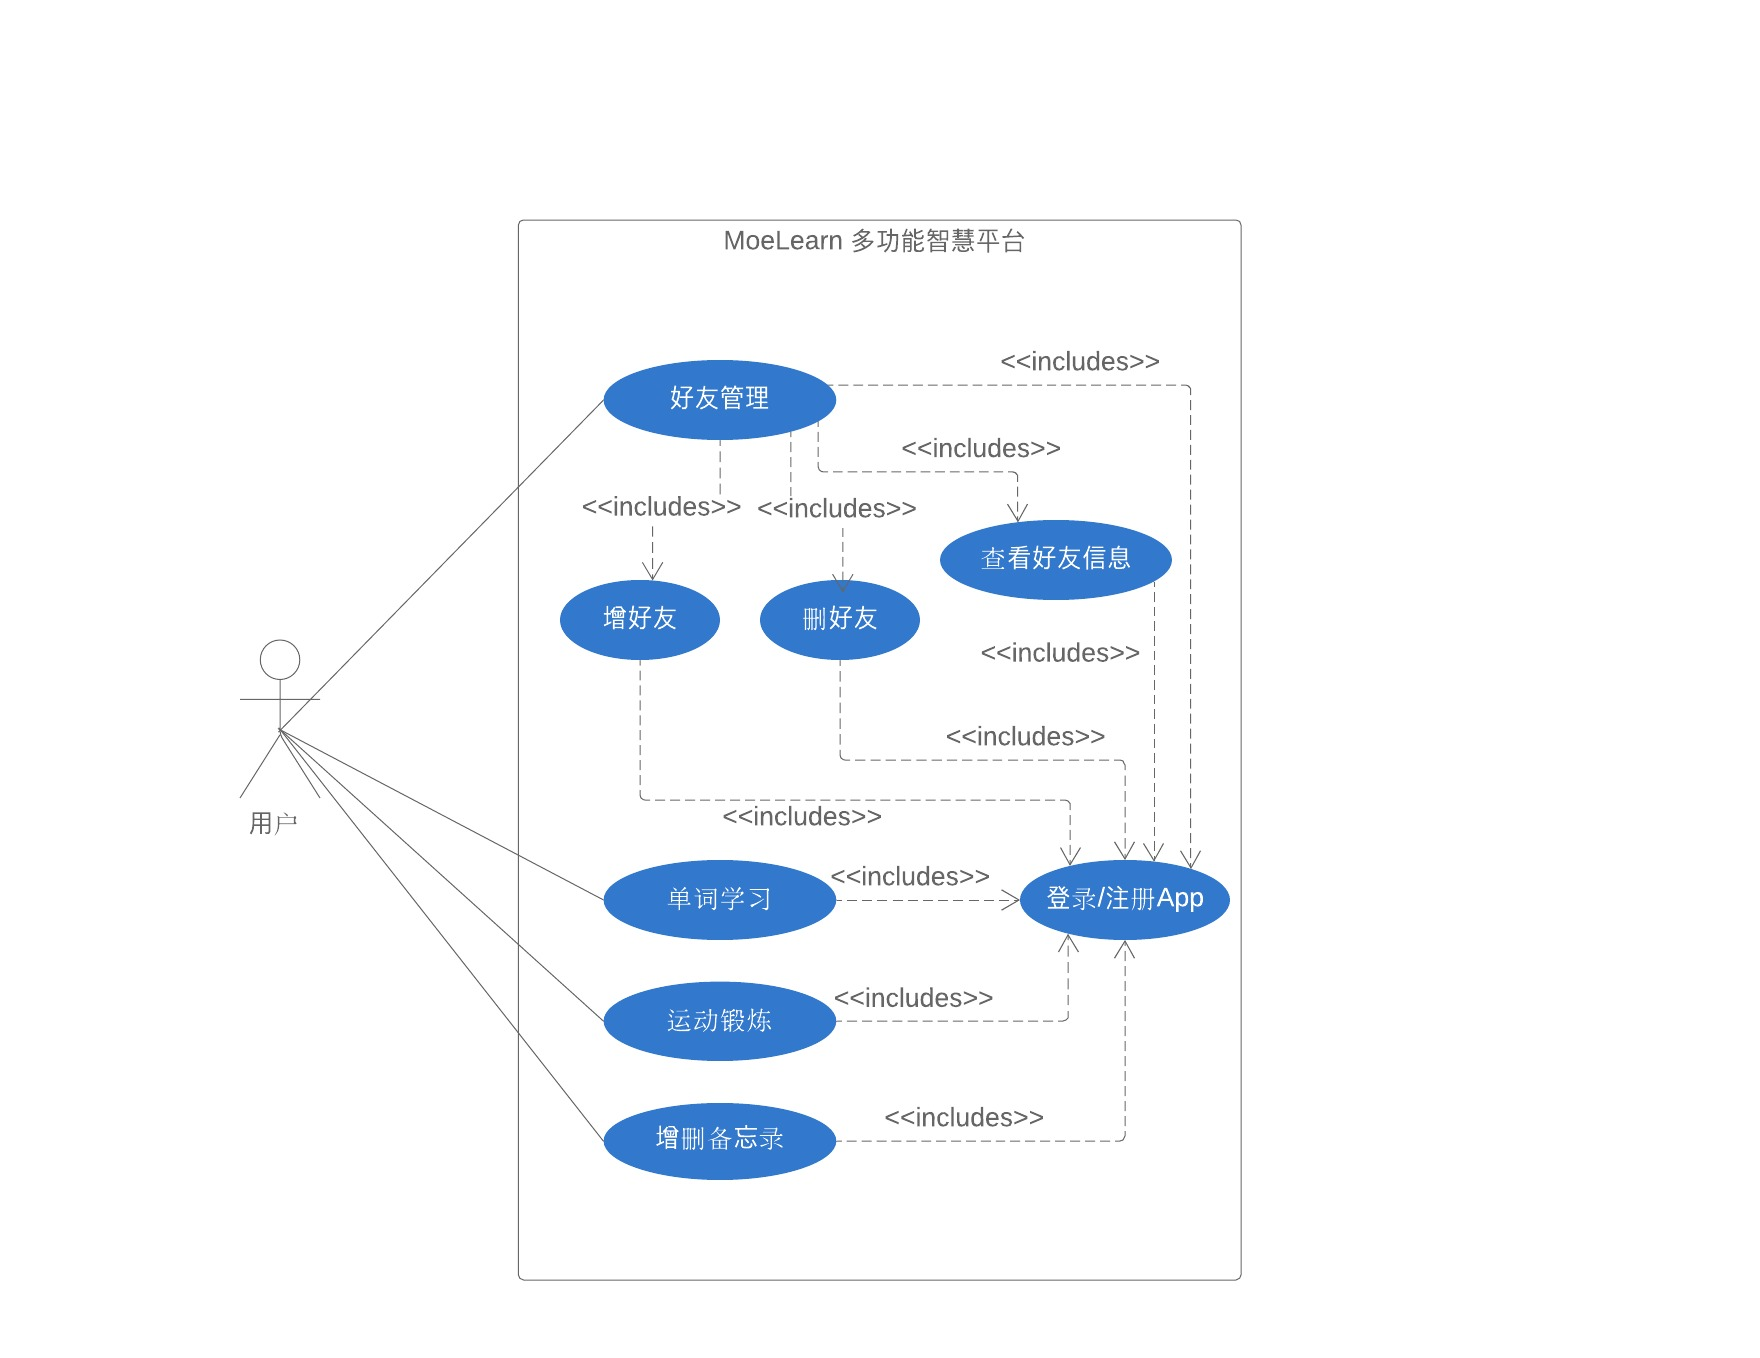 MoeLearn 多功能智慧平台
<<includes>>
好友管理
<<includes>>
<<includes>>
<<includes>>
查看好友信息
增好友
删好友
<<includes>>
<<includes>>
用户
<<includes>>
<<includes>>
单词学习
登录/注册App
<<includes>>
运动锻炼
<<includes>>
增删备忘录